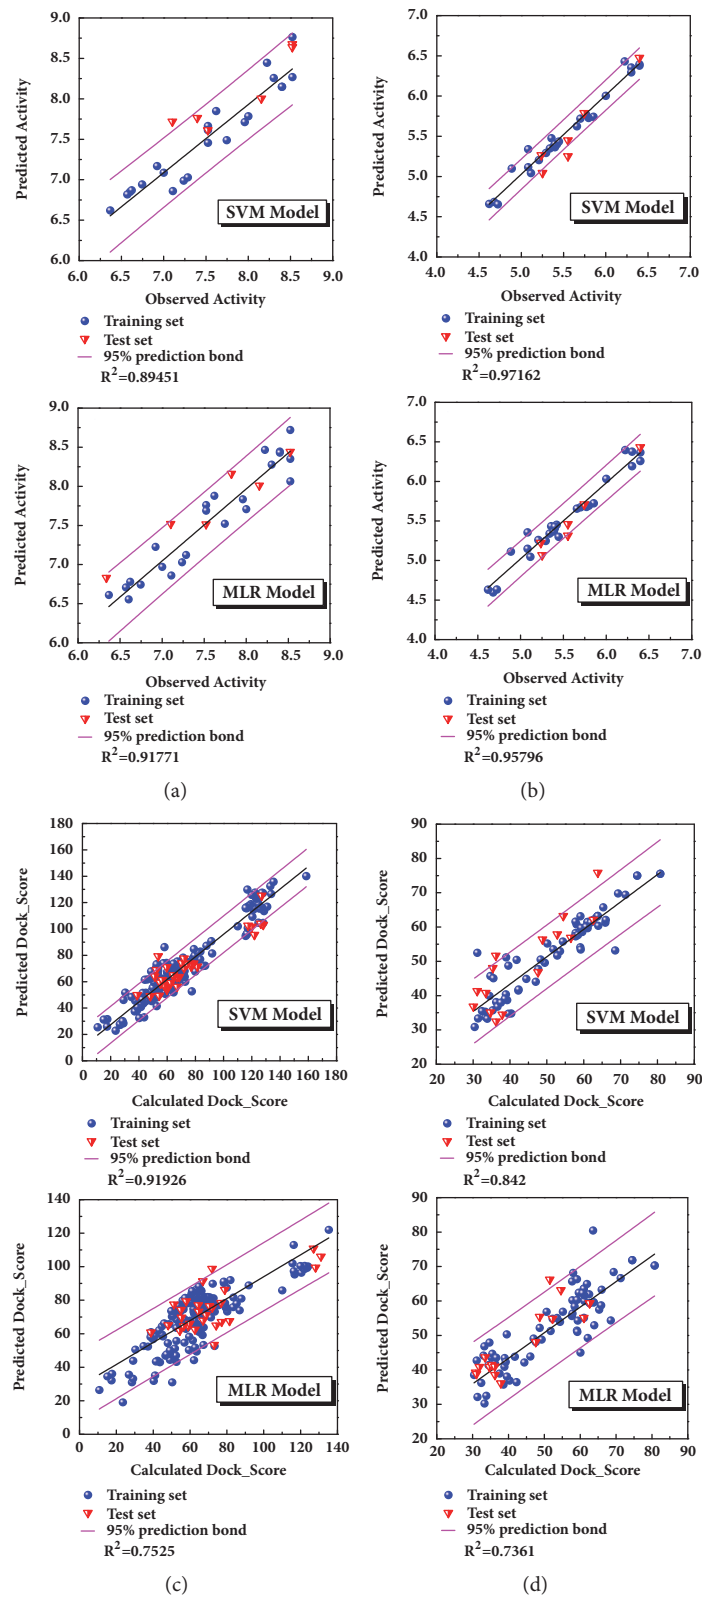 9.0
8.5
8.0
7.5
7.0
6.5
6.0
Predicted Activity
SVM Model
6.0 6.5 7.0 7.5 8.0 8.5 9.0
Observed Activity
Training set
Test set
95% prediction bond
R²=0.89451
7.0
6.5
6.0
5.5
5.0
4.5
4.0
Predicted Activity
SVM Model
4.0 4.5 5.0 5.5 6.0 6.5 7.0
Observed Activity
Training set
Test set
95% prediction bond
R²=0.97162
9.0
8.5
8.0
7.5
7.0
6.5
6.0
Predicted Activity
MLR Model
6.0 6.5 7.0 7.5 8.0 8.5 9.0
Observed Activity
Training set
Test set
95% prediction bond
R²=0.91771
(a)
7.0
6.5
6.0
5.5
5.0
4.5
4.0
Predicted Activity
MLR Model
4.0 4.5 5.0 5.5 6.0 6.5 7.0
Observed Activity
Training set
Test set
95% prediction bond
R²=0.95796
(b)
180
160
140
120
100
80
60
40
20
0
Predicted Dock_Score
SVM Model
0 20 40 60 80 100 120 140 160 180
Calculated Dock_Score
Training set
Test set
95% prediction bond
R²=0.91926
90
80
70
60
50
40
30
20
Predicted Dock_Score
SVM Model
20 30 40 50 60 70 80 90
Calculated Dock_Score
Training set
Test set
95% prediction bond
R²=0.842
140
120
100
80
60
40
20
0
Predicted Dock_Score
MLR Model
0 20 40 60 80 100 120 140
Calculated Dock_Score
Training set
Test set
95% prediction bond
R²=0.7525
(c)
90
80
70
60
50
40
30
20
Predicted Dock_Score
MLR Model
20 30 40 50 60 70 80 90
Calculated Dock_Score
Training set
Test set
95% prediction bond
R²=0.7361
(d)